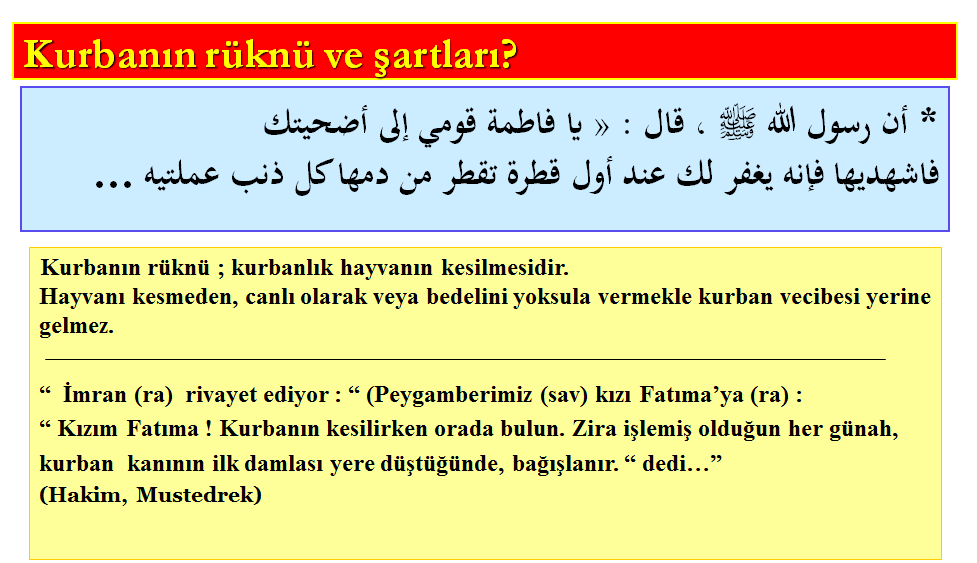 Kurbanın rüknü ve şartları?
* أن رسول الله ﷺ ، قال : « يا فاطمة قومي إلى أضحيتك
فاشهديها فإنه يغفر لك عند أول قطرة تقطر من دمها كل ذنب عملتيه ...
Kurbanın rüknü ; kurbanlık hayvanın kesilmesidir.
Hayvanı kesmeden, canlı olarak veya bedelini yoksula vermekle kurban vecibesi yerine
gelmez.
“ İmran (ra) rivayet ediyor : “ (Peygamberimiz (sav) kızı Fatıma’ya (ra) :
“ Kızım Fatıma ! Kurbanın kesilirken orada bulun. Zira işlemiş olduğun her günah,
kurban kanının ilk damlası yere düştüğünde, bağışlanır. “ dedi…”
(Hakim, Mustedrek)